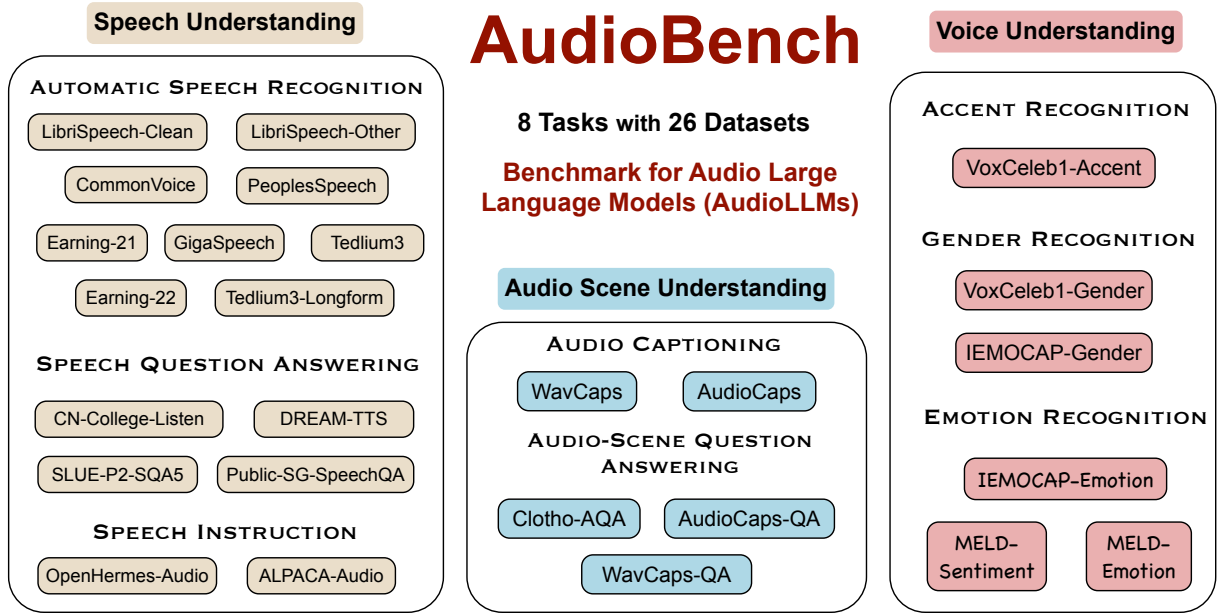 Speech Understanding
AUTOMATIC SPEECH RECOGNITION
LibriSpeech-Clean
LibriSpeech-Other
CommonVoice
PeoplesSpeech
Earning-21
GigaSpeech
Tedlium3
Earning-22
Tedlium3-Longform
SPEECH QUESTION ANSWERING
CN-College-Listen
DREAM-TTS
SLUE-P2-SQA5
Public-SG-SpeechQA
SPEECH INSTRUCTION
OpenHermes-Audio
ALPACA-Audio
AudioBench
8 Tasks with 26 Datasets
Benchmark for Audio Large
Language Models (AudioLLMs)
Audio Scene Understanding
AUDIO CAPTIONING
WavCaps
AudioCaps
AUDIO-SCENE QUESTION
ANSWERING
Clotho-AQA
AudioCaps-QA
WavCaps-QA
Voice Understanding
ACCENT RECOGNITION
VoxCeleb1-Accent
GENDER RECOGNITION
VoxCeleb1-Gender
IEMOCAP-Gender
EMOTION RECOGNITION
IEMOCAP-Emotion
MELD-
Sentiment
MELD-
Emotion